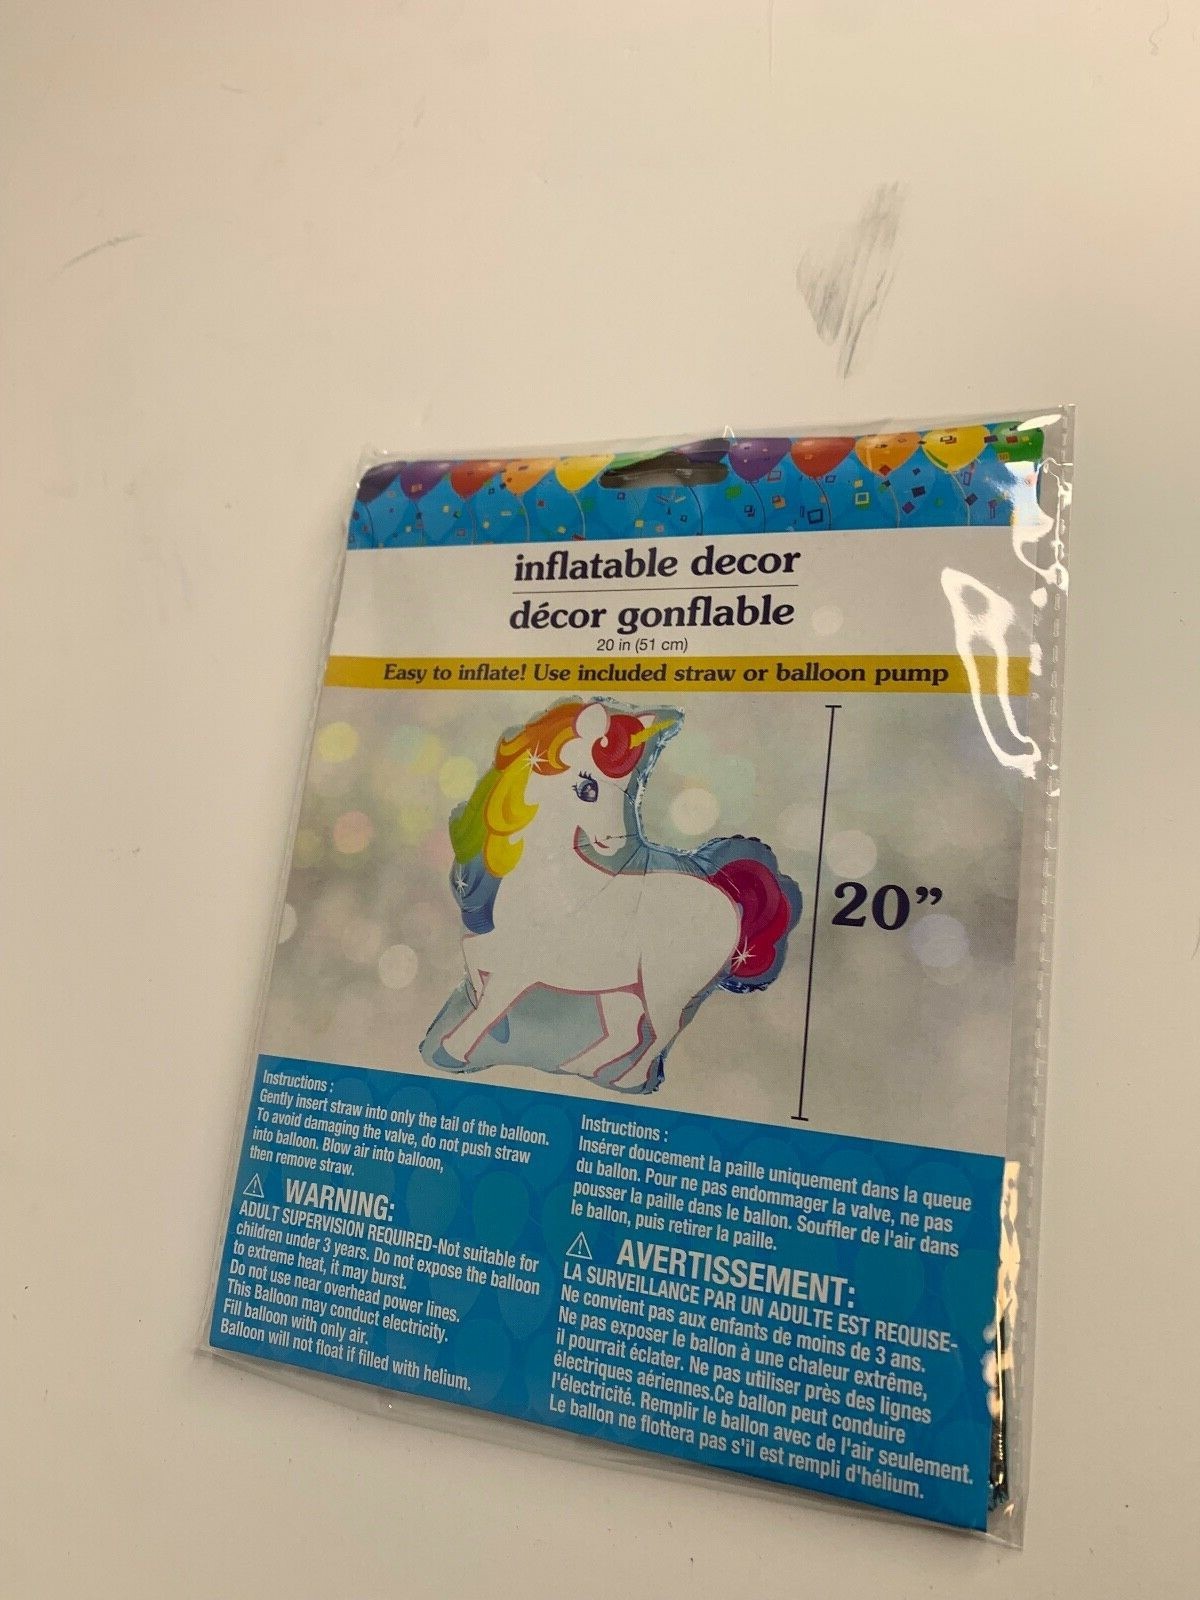 inflatable decor
décor gonflable
20 in (51 cm)
Easy to inflate! Use included straw or balloon pump
20”
Instructions :
Gently insert straw into only the tail of the balloon.
To avoid damaging the valve, do not push straw
into balloon. Blow air into balloon,
then remove straw.
⚠ WARNING:
ADULT SUPERVISION REQUIRED-Not suitable for
children under 3 years. Do not expose the balloon
to extreme heat, it may burst.
Do not use near overhead power lines.
This Balloon may conduct electricity.
Fill balloon with only air.
Balloon will not float if filled with helium.
Instructions :
Insérer doucement la paille uniquement dans la queue
du ballon. Pour ne pas endommager la valve, ne pas
pousser la paille dans le ballon. Souffler de l'air dans
le ballon, puis retirer la paille.
⚠ AVERTISSEMENT:
LA SURVEILLANCE PAR UN ADULTE EST REQUISE-
Ne convient pas aux enfants de moins de 3 ans.
Ne pas exposer le ballon à une chaleur extrême,
il pourrait éclater. Ne pas utiliser près des lignes
électriques aériennes.Ce ballon peut conduire
l'électricité. Remplir le ballon avec de l'air seulement.
Le ballon ne flottera pas s'il est rempli d'hélium.